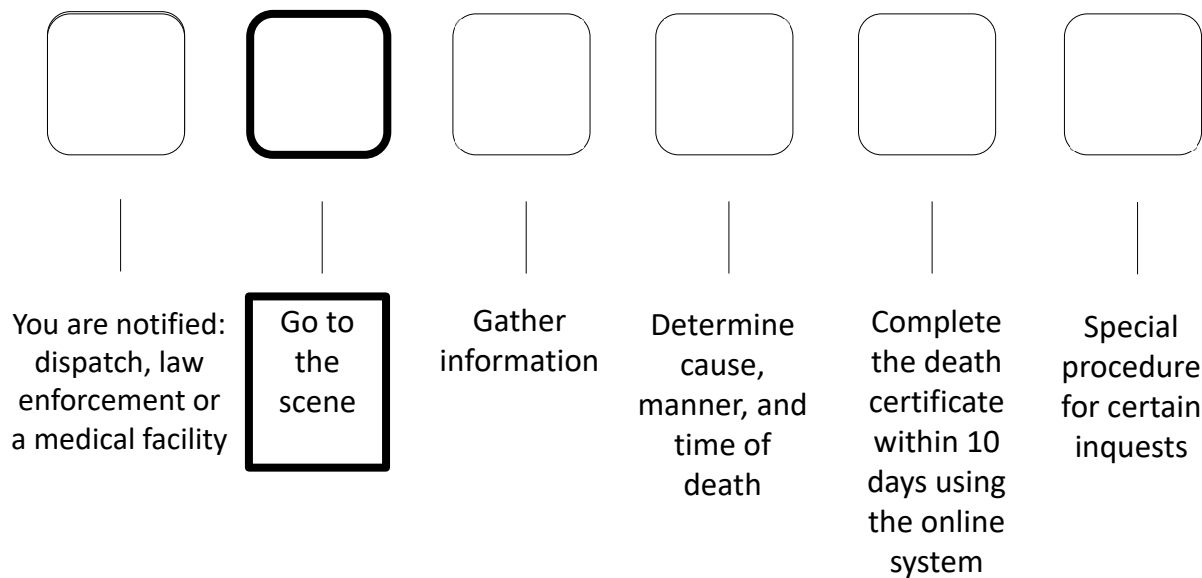 You are notified:
dispatch, law
enforcement or
a medical facility
Go to
the
scene
Gather
information
Determine
cause,
manner, and
time of
death
Complete
the death
certificate
within 10
days using
the online
system
Special
procedure
for certain
inquests